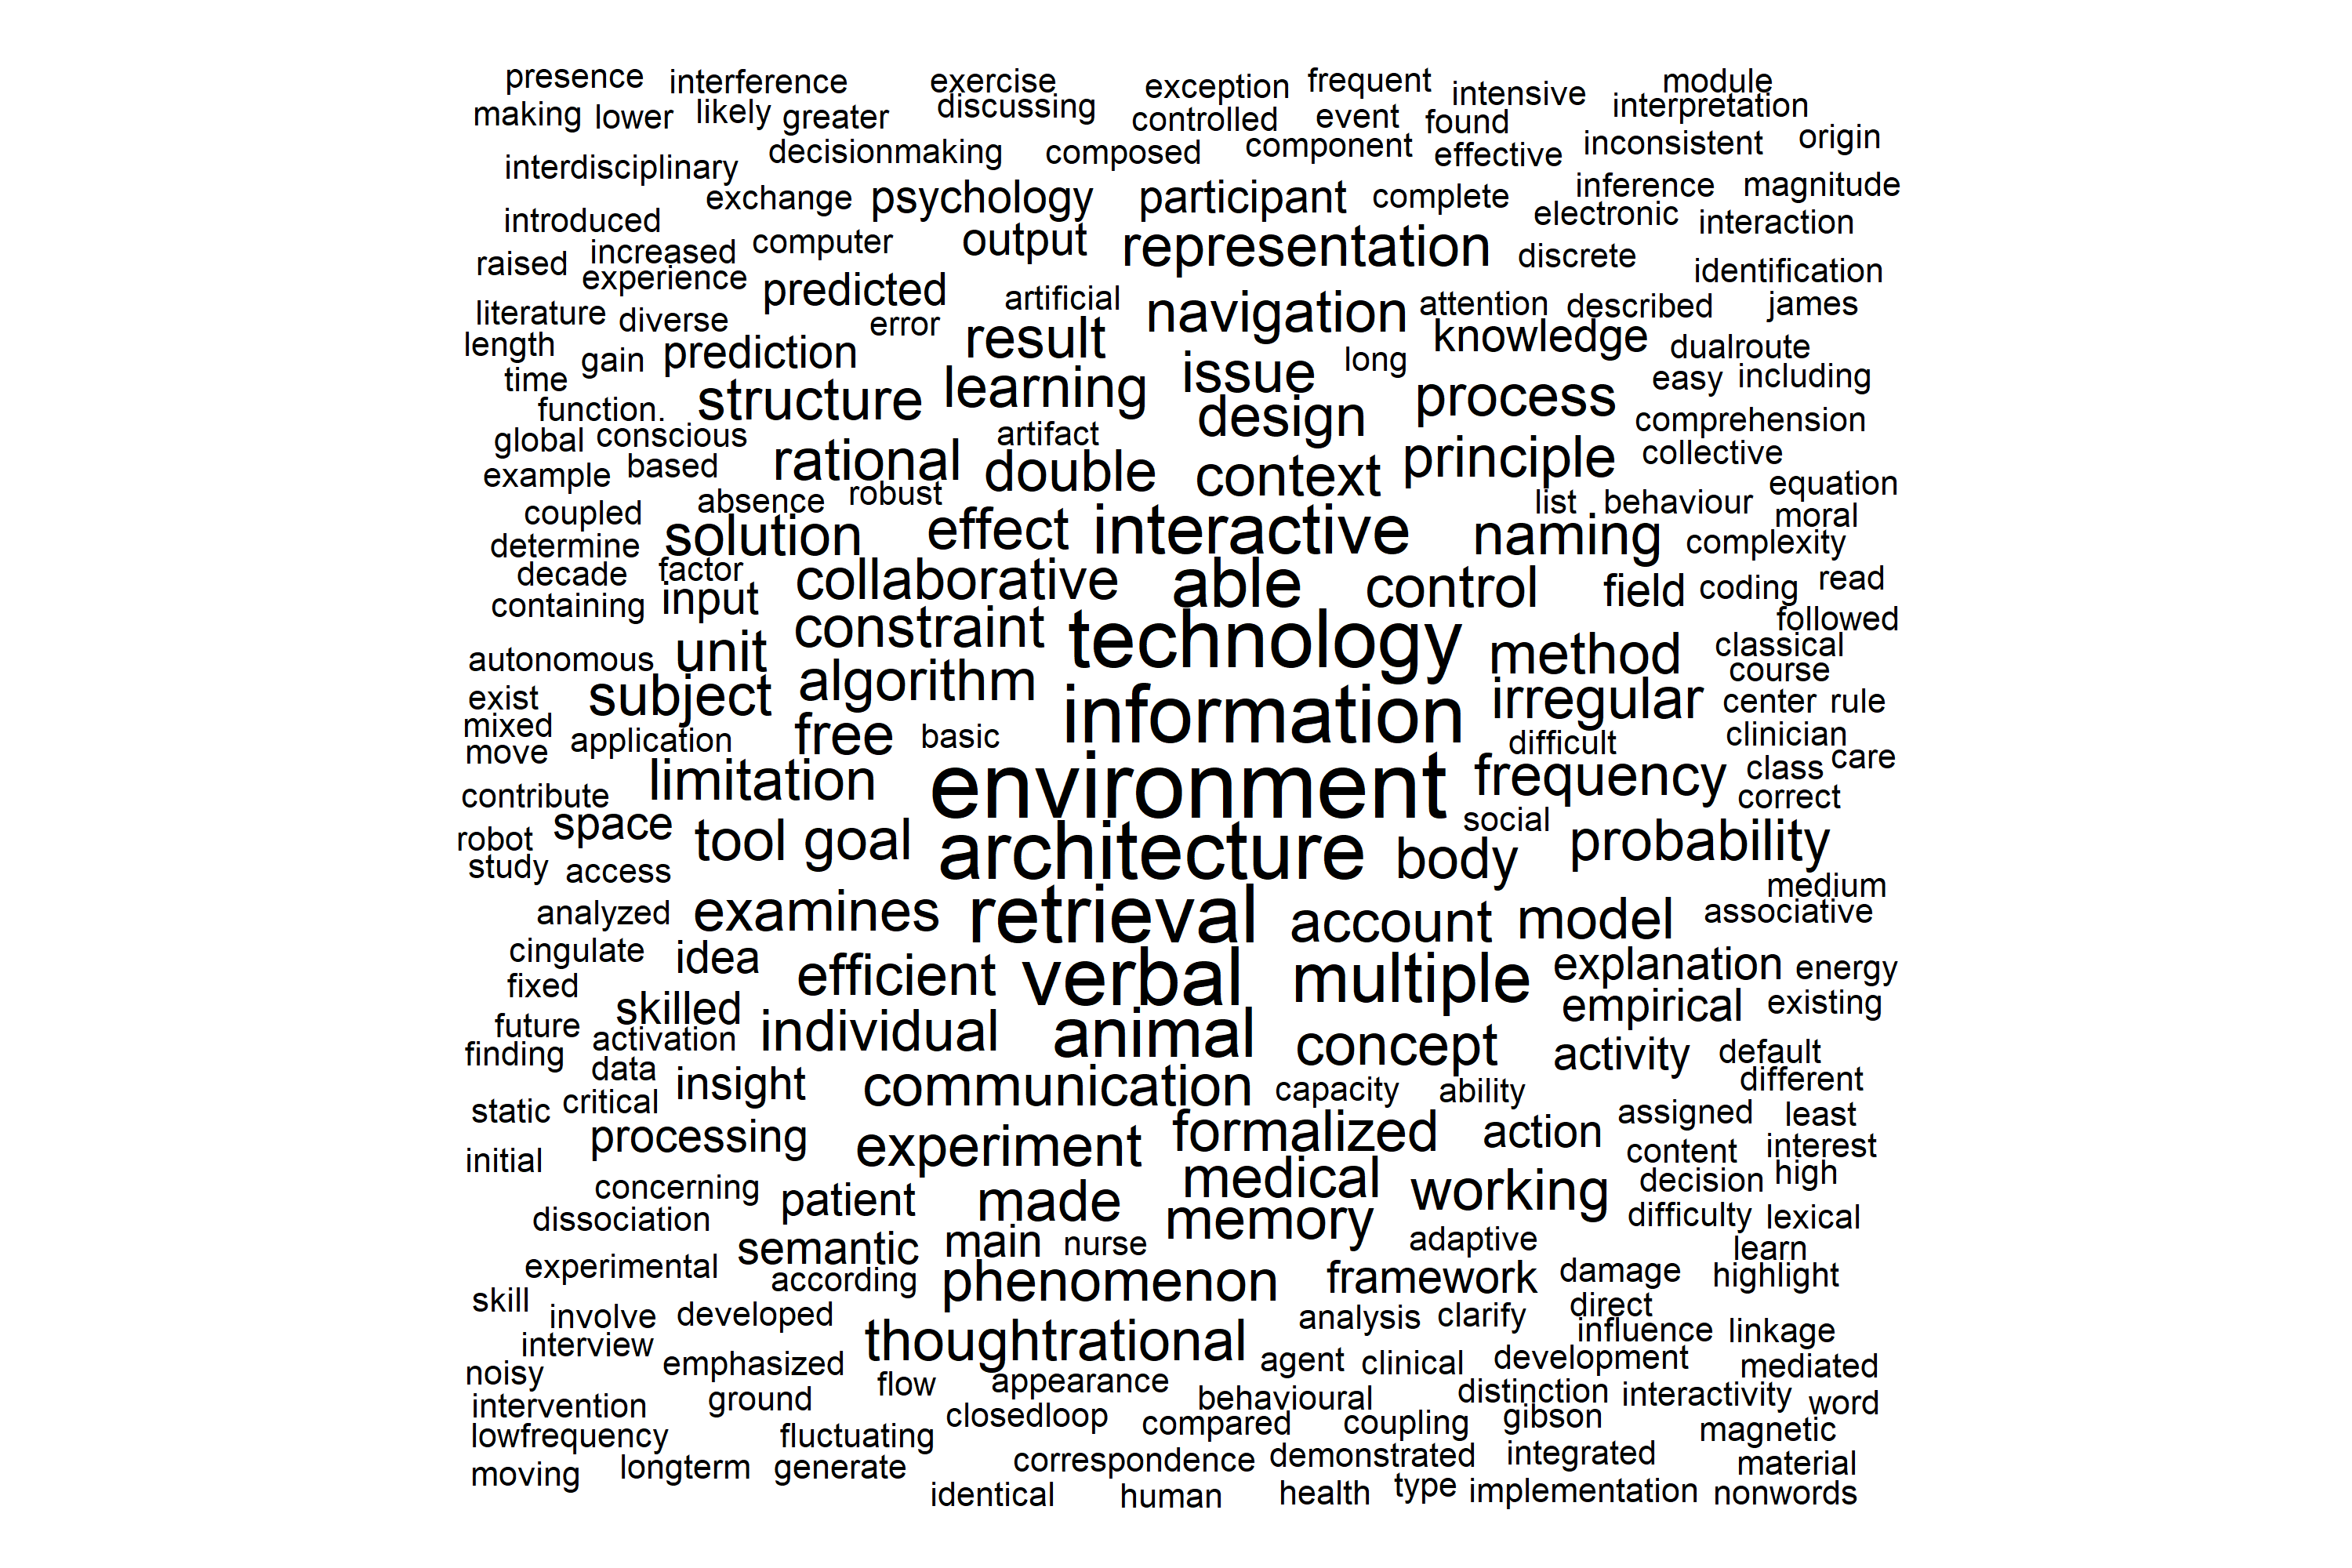 presence interference exercise exception frequent intensive module
making lower likely greater discussing controlled event found interpretation
interdisciplinary decisionmaking composed component effective inconsistent origin
exchange psychology participant complete inference magnitude
introduced computer output representation electronic interaction
raised increased discrete identification
experience predicted artificial navigation attention described james
literature diverse error result knowledge dualroute
length gain prediction issue long easy including
time structure learning design process comprehension
function. artifact
global conscious rational double context principle collective
example based absence robust list behaviour equation
coupled solution effect interactive naming moral
determine complexity
decade factor collaborative able control field coding read
containing input constraint technology followed
autonomous unit method classical
exist subject algorithm irregular course
mixed free basic information center rule
move application difficult clinician
limitation environment frequency class care
contribute space social correct
robot tool goal architecture body probability
study access medium
analyzed examines retrieval account model associative
cingulate idea efficient verbal multiple explanation energy
fixed skilled empirical existing
future activation individual animal concept activity default
finding data insight communication capacity ability different
static critical formalized action assigned least
processing experiment content interest
initial medical working decision high
concerning patient made memory difficulty lexical
dissociation semantic main nurse adaptive learn
experimental according phenomenon framework damage highlight
skill involve developed analysis clarify direct
interview thoughtrational influence linkage
noisy emphasized agent clinical development mediated
intervention ground flow appearance behavioural distinction interactivity word
lowfrequency fluctuating closedloop compared coupling gibson magnetic
moving longterm generate correspondence demonstrated integrated material
identical human health type implementation nonwords